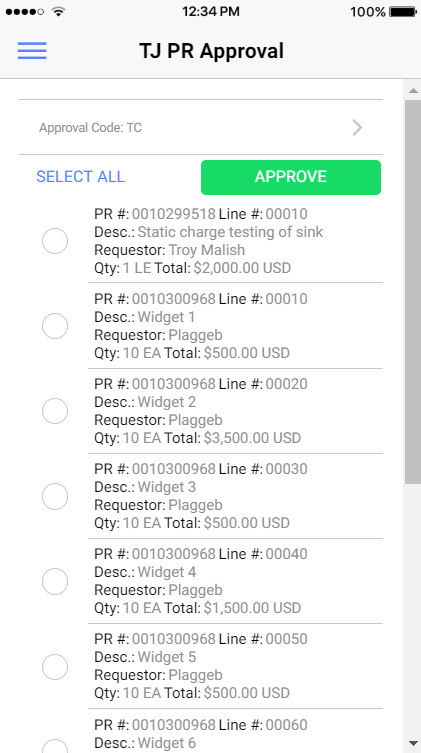 12:34 PM
100%
TJ PR Approval
Approval Code: TC
SELECT ALL
APPROVE
PR #: 0010299518 Line #: 00010
Desc.: Static charge testing of sink
Requestor: Troy Malish
Qty: 1 LE Total: $2,000.00 USD
PR #: 0010300968 Line #: 00010
Desc.: Widget 1
Requestor: Plaggeb
Qty: 10 EA Total: $500.00 USD
PR #: 0010300968 Line #: 00020
Desc.: Widget 2
Requestor: Plaggeb
Qty: 10 EA Total: $3,500.00 USD
PR #: 0010300968 Line #: 00030
Desc.: Widget 3
Requestor: Plaggeb
Qty: 10 EA Total: $500.00 USD
PR #: 0010300968 Line #: 00040
Desc.: Widget 4
Requestor: Plaggeb
Qty: 10 EA Total: $1,500.00 USD
PR #: 0010300968 Line #: 00050
Desc.: Widget 5
Requestor: Plaggeb
Qty: 10 EA Total: $500.00 USD
PR #: 0010300968 Line #: 00060
Desc.: Widget 6